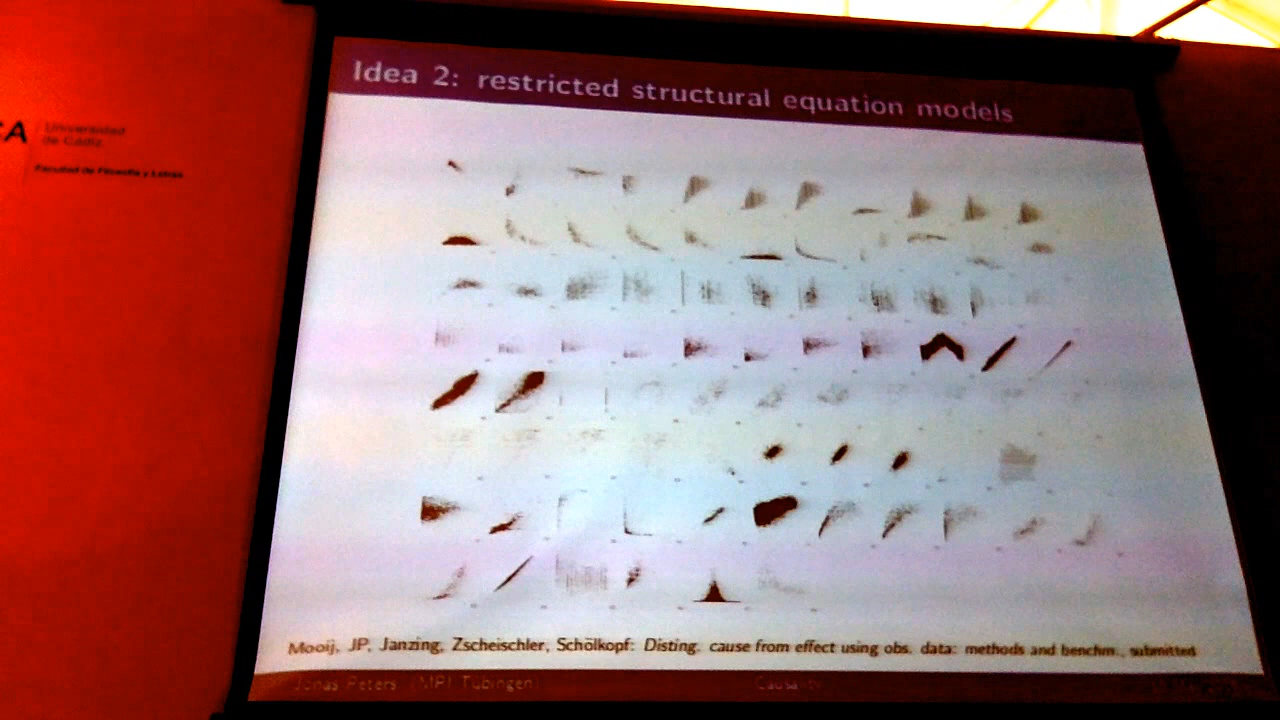 Idea 2: restricted structural equation models
CA
Universidad
de Cádiz
Facultad de Filosofía y Letras
Mooij, JP, Janzing, Zscheischler, Schölkopf: Disting. cause from effect using obs. data: methods and benchm., submitted
Jonas Peters (MPI Tübingen)
Causality